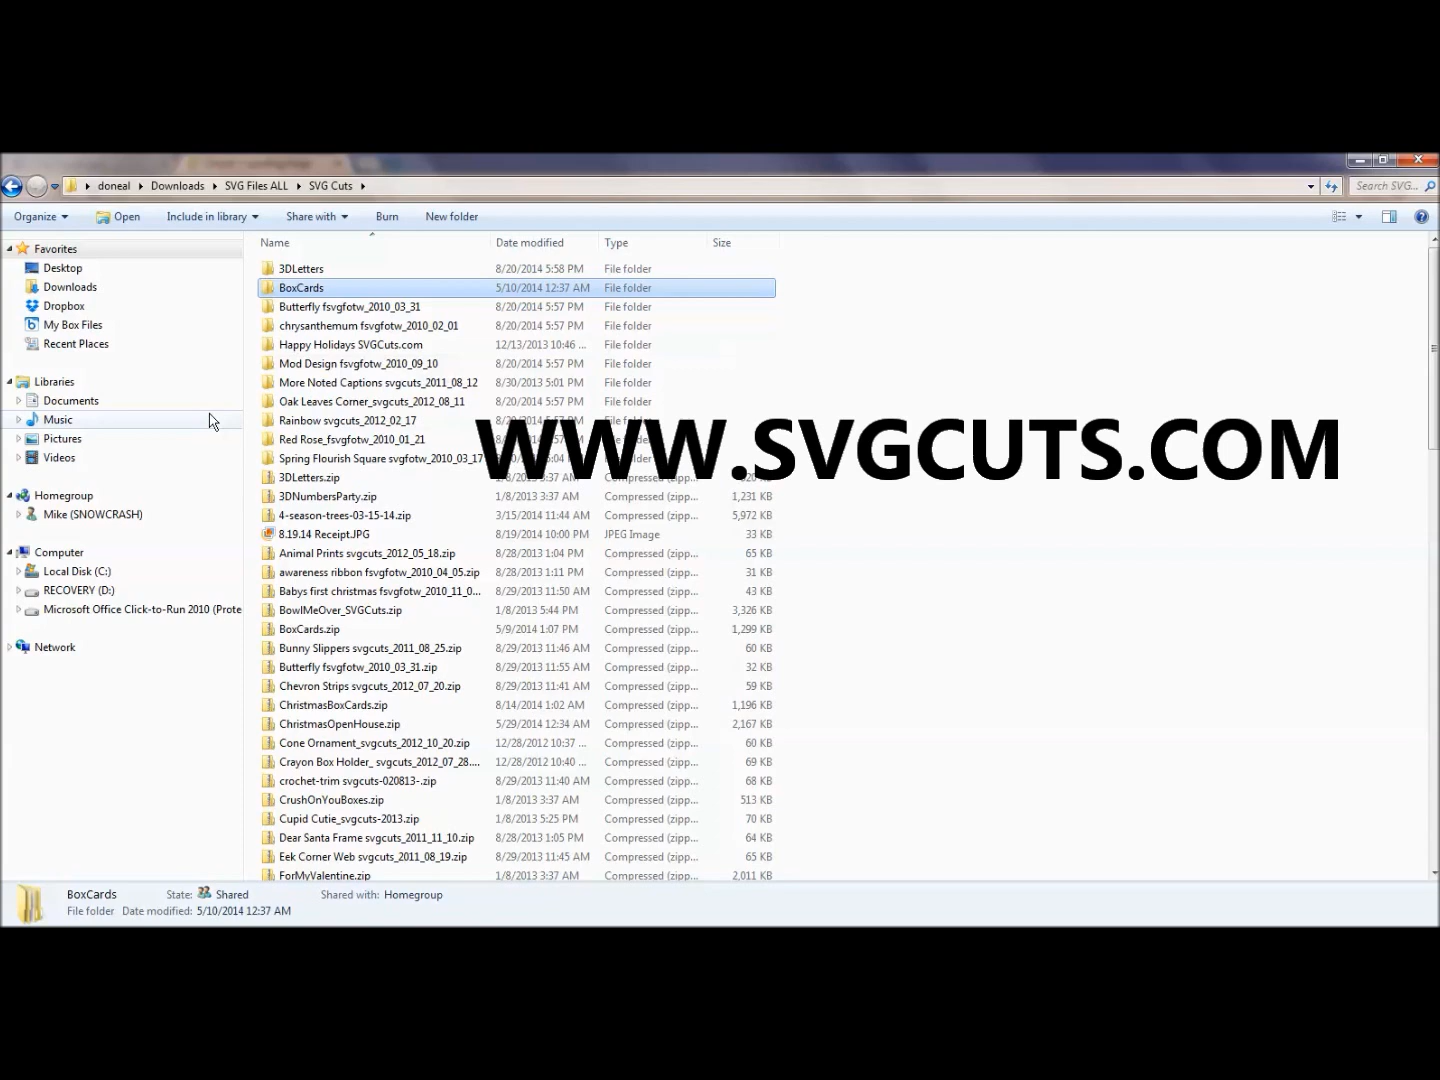 doneal Downloads SVG Files ALL SVG Cuts Search SVG...
Organize Open Include in library Share with Burn New folder
Name Date modified Type Size
Favorites
Desktop
Downloads
Dropbox
My Box Files
Recent Places
Libraries
Documents
Music
Pictures
Videos
Homegroup
Mike (SNOWCRASH)
Computer
Local Disk (C:)
RECOVERY (D:)
Microsoft Office Click-to-Run 2010 (Prote
Network
3DLetters 8/20/2014 5:58 PM File folder
BoxCards 5/10/2014 12:37 AM File folder
Butterfly fsvgfotw_2010_03_31 8/20/2014 5:57 PM File folder
chrysanthemum fsvgfotw_2010_02_01 8/20/2014 5:57 PM File folder
Happy Holidays SVGCuts.com 12/13/2013 10:46 ... File folder
Mod Design fsvgfotw_2010_09_10 8/20/2014 5:57 PM File folder
More Noted Captions svgcuts_2011_08_12 8/30/2013 5:01 PM File folder
Oak Leaves Corner_svgcuts_2012_08_11 8/20/2014 5:57 PM File folder
Rainbow svgcuts_2012_02_17
Red Rose_fsvgfotw_2010_01_21
Spring Flourish Square svgfotw_2010_03_17
WWW.SVGCUTS.COM
3DLetters.zip
3DNumbersParty.zip 1/8/2013 3:37 AM Compressed (zipp... 1,231 KB
4-season-trees-03-15-14.zip 3/15/2014 11:44 AM Compressed (zipp... 5,972 KB
8.19.14 Receipt.JPG 8/19/2014 10:00 PM JPEG Image 33 KB
Animal Prints svgcuts_2012_05_18.zip 8/28/2013 1:04 PM Compressed (zipp... 65 KB
awareness ribbon fsvgfotw_2010_04_05.zip 8/28/2013 1:11 PM Compressed (zipp... 31 KB
Babys first christmas fsvgfotw_2010_11_0... 8/29/2013 11:50 AM Compressed (zipp... 43 KB
BowlMeOver_SVGCuts.zip 1/8/2013 5:44 PM Compressed (zipp... 3,326 KB
BoxCards.zip 5/9/2014 1:07 PM Compressed (zipp... 1,299 KB
Bunny Slippers svgcuts_2011_08_25.zip 8/29/2013 11:46 AM Compressed (zipp... 60 KB
Butterfly fsvgfotw_2010_03_31.zip 8/29/2013 11:55 AM Compressed (zipp... 32 KB
Chevron Strips svgcuts_2012_07_20.zip 8/29/2013 11:41 AM Compressed (zipp... 59 KB
ChristmasBoxCards.zip 8/14/2014 1:02 AM Compressed (zipp... 1,196 KB
ChristmasOpenHouse.zip 5/29/2014 12:34 AM Compressed (zipp... 2,167 KB
Cone Ornament_svgcuts_2012_10_20.zip 12/28/2012 10:37 ... Compressed (zipp... 60 KB
Crayon Box Holder_ svgcuts_2012_07_28.... 12/28/2012 10:40 ... Compressed (zipp... 69 KB
crochet-trim svgcuts-020813-.zip 8/29/2013 11:40 AM Compressed (zipp... 68 KB
CrushOnYouBoxes.zip 1/8/2013 3:37 AM Compressed (zipp... 513 KB
Cupid Cutie_svgcuts-2013.zip 1/8/2013 5:25 PM Compressed (zipp... 70 KB
Dear Santa Frame svgcuts_2011_11_10.zip 8/28/2013 1:05 PM Compressed (zipp... 64 KB
Eek Corner Web svgcuts_2011_08_19.zip 8/29/2013 11:45 AM Compressed (zipp... 65 KB
ForMyValentine.zip 1/8/2013 3:37 AM Compressed (zipp... 2,011 KB
BoxCards State: Shared Shared with: Homegroup
File folder Date modified: 5/10/2014 12:37 AM